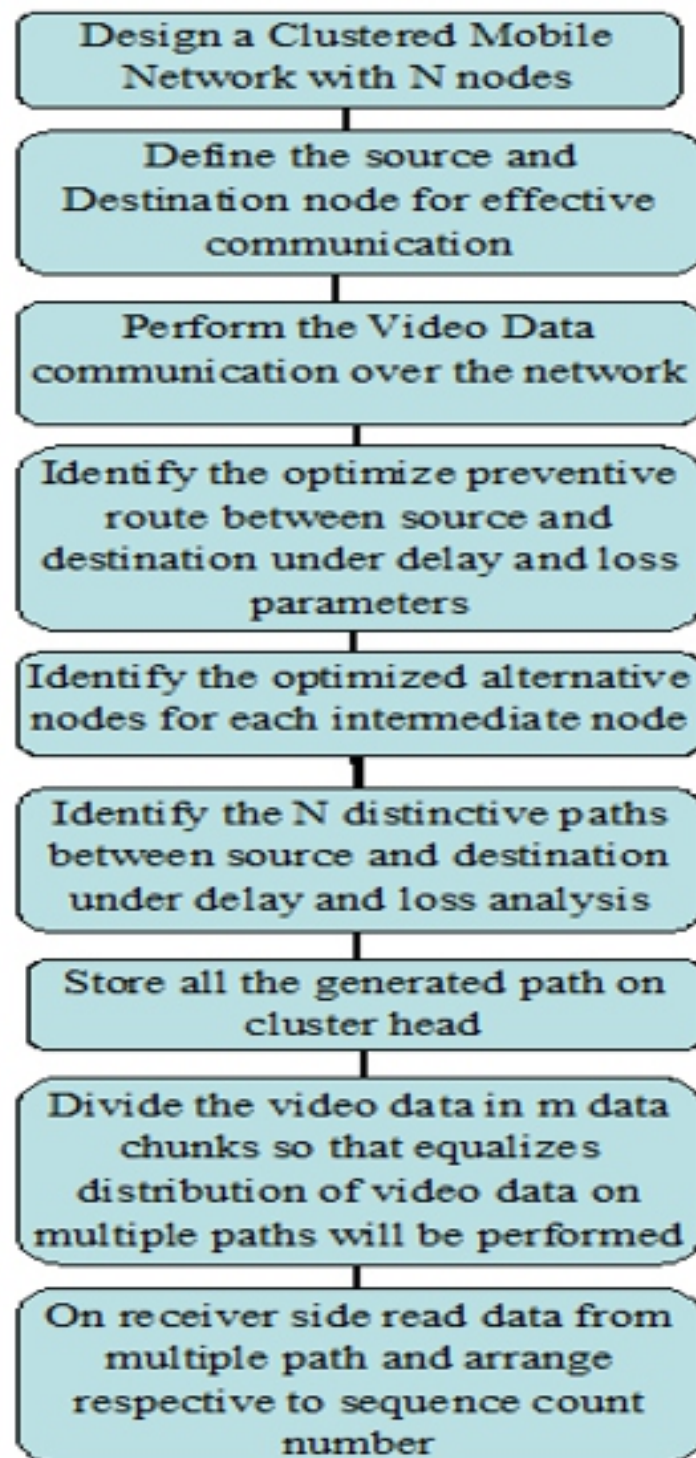 Design a Clustered Mobile
Network with N nodes
Define the source and
Destination node for effective
communication
Perform the Video Data
communication over the network
Identify the optimize preventive
route between source and
destination under delay and loss
parameters
Identify the optimized alternative
nodes for each intermediate node
Identify the N distinctive paths
between source and destination
under delay and loss analysis
Store all the generated path on
cluster head
Divide the video data in m data
chunks so that equalizes
distribution of video data on
multiple paths will be performed
On receiver side read data from
multiple path and arrange
respective to sequence count
number